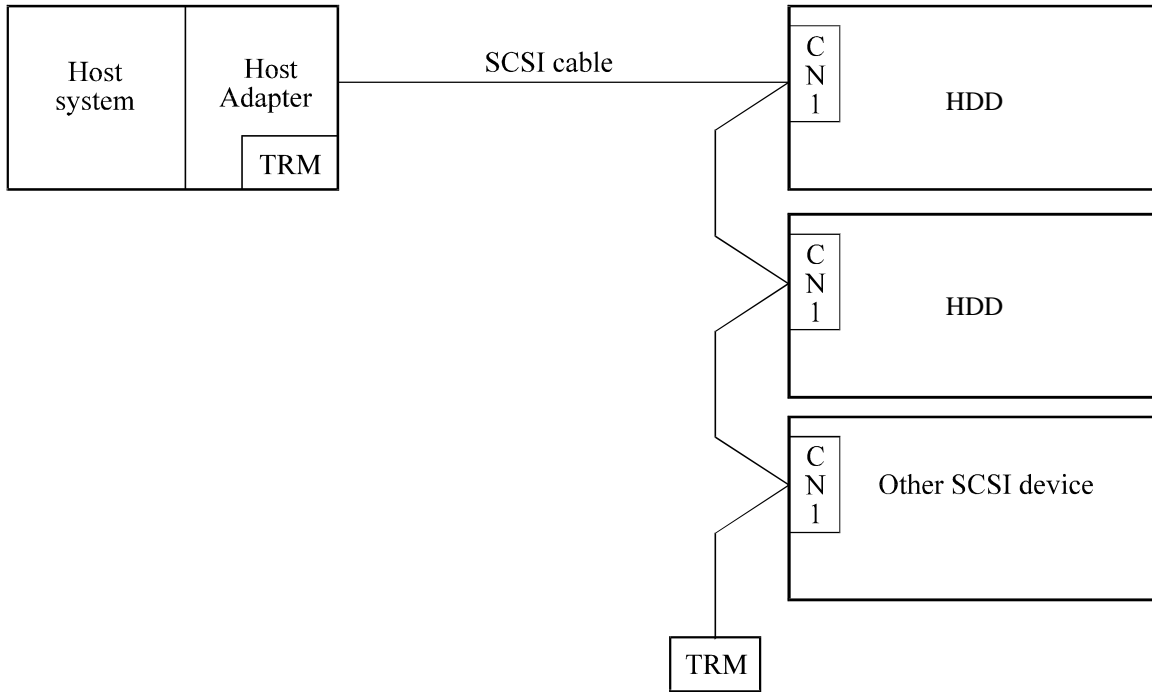 Host
system
Host
Adapter
TRM
SCSI cable
C
N
1
HDD
C
N
1
HDD
C
N
1
Other SCSI device
TRM